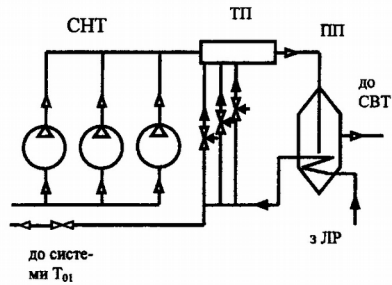 СНТ
ТП
ПП
до
СВТ
з ЛР
до систе-
ми Т₀₁